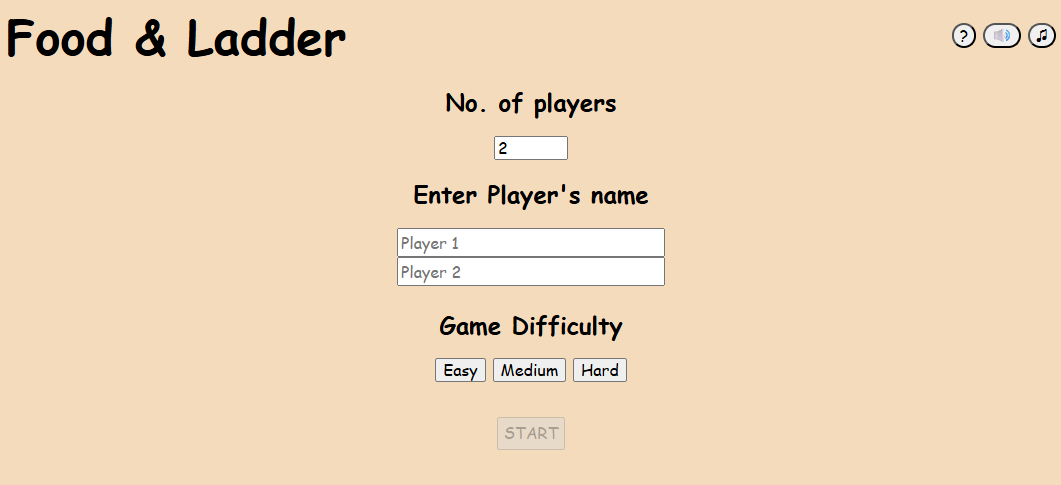 Food & Ladder
?
No. of players
2
Enter Player's name
Player 1
Player 2
Game Difficulty
Easy Medium Hard
START